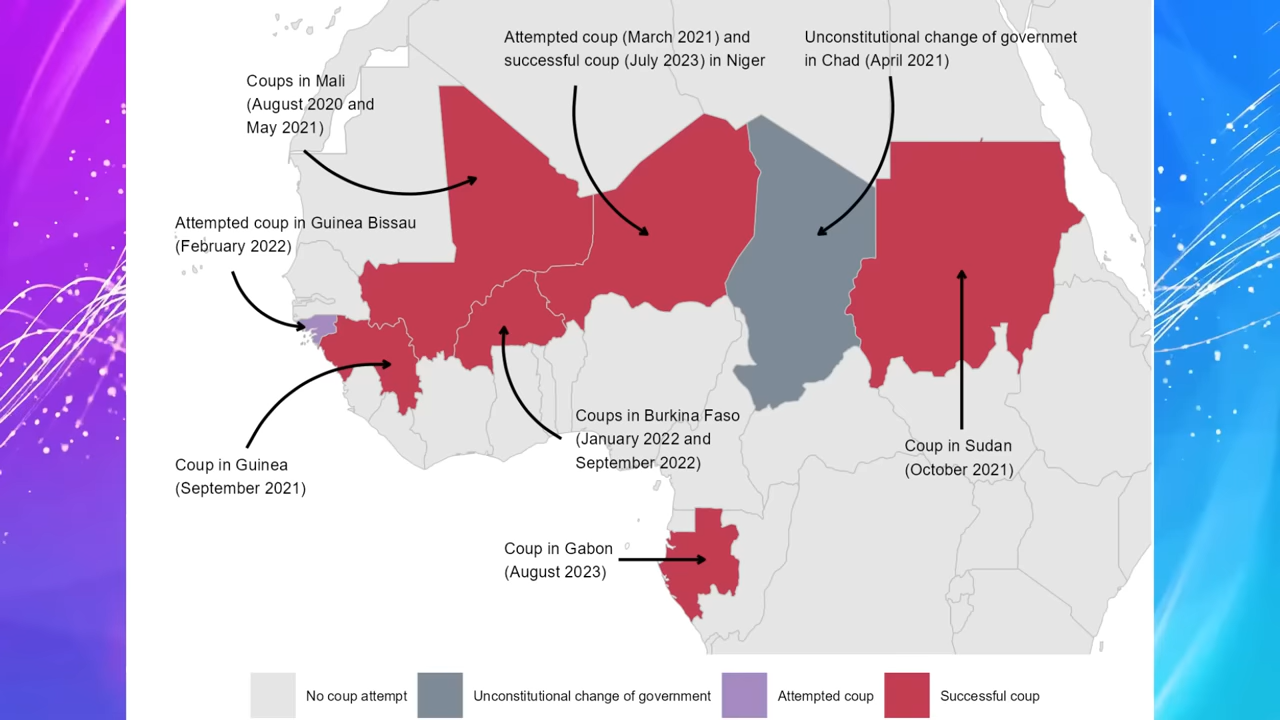 Attempted coup (March 2021) and
successful coup (July 2023) in Niger
Unconstitutional change of governmet
in Chad (April 2021)
Coups in Mali
(August 2020 and
May 2021)
Attempted coup in Guinea Bissau
(February 2022)
Coups in Burkina Faso
(January 2022 and
September 2022)
Coup in Sudan
(October 2021)
Coup in Guinea
(September 2021)
Coup in Gabon
(August 2023)
No coup attempt
Unconstitutional change of government
Attempted coup
Successful coup